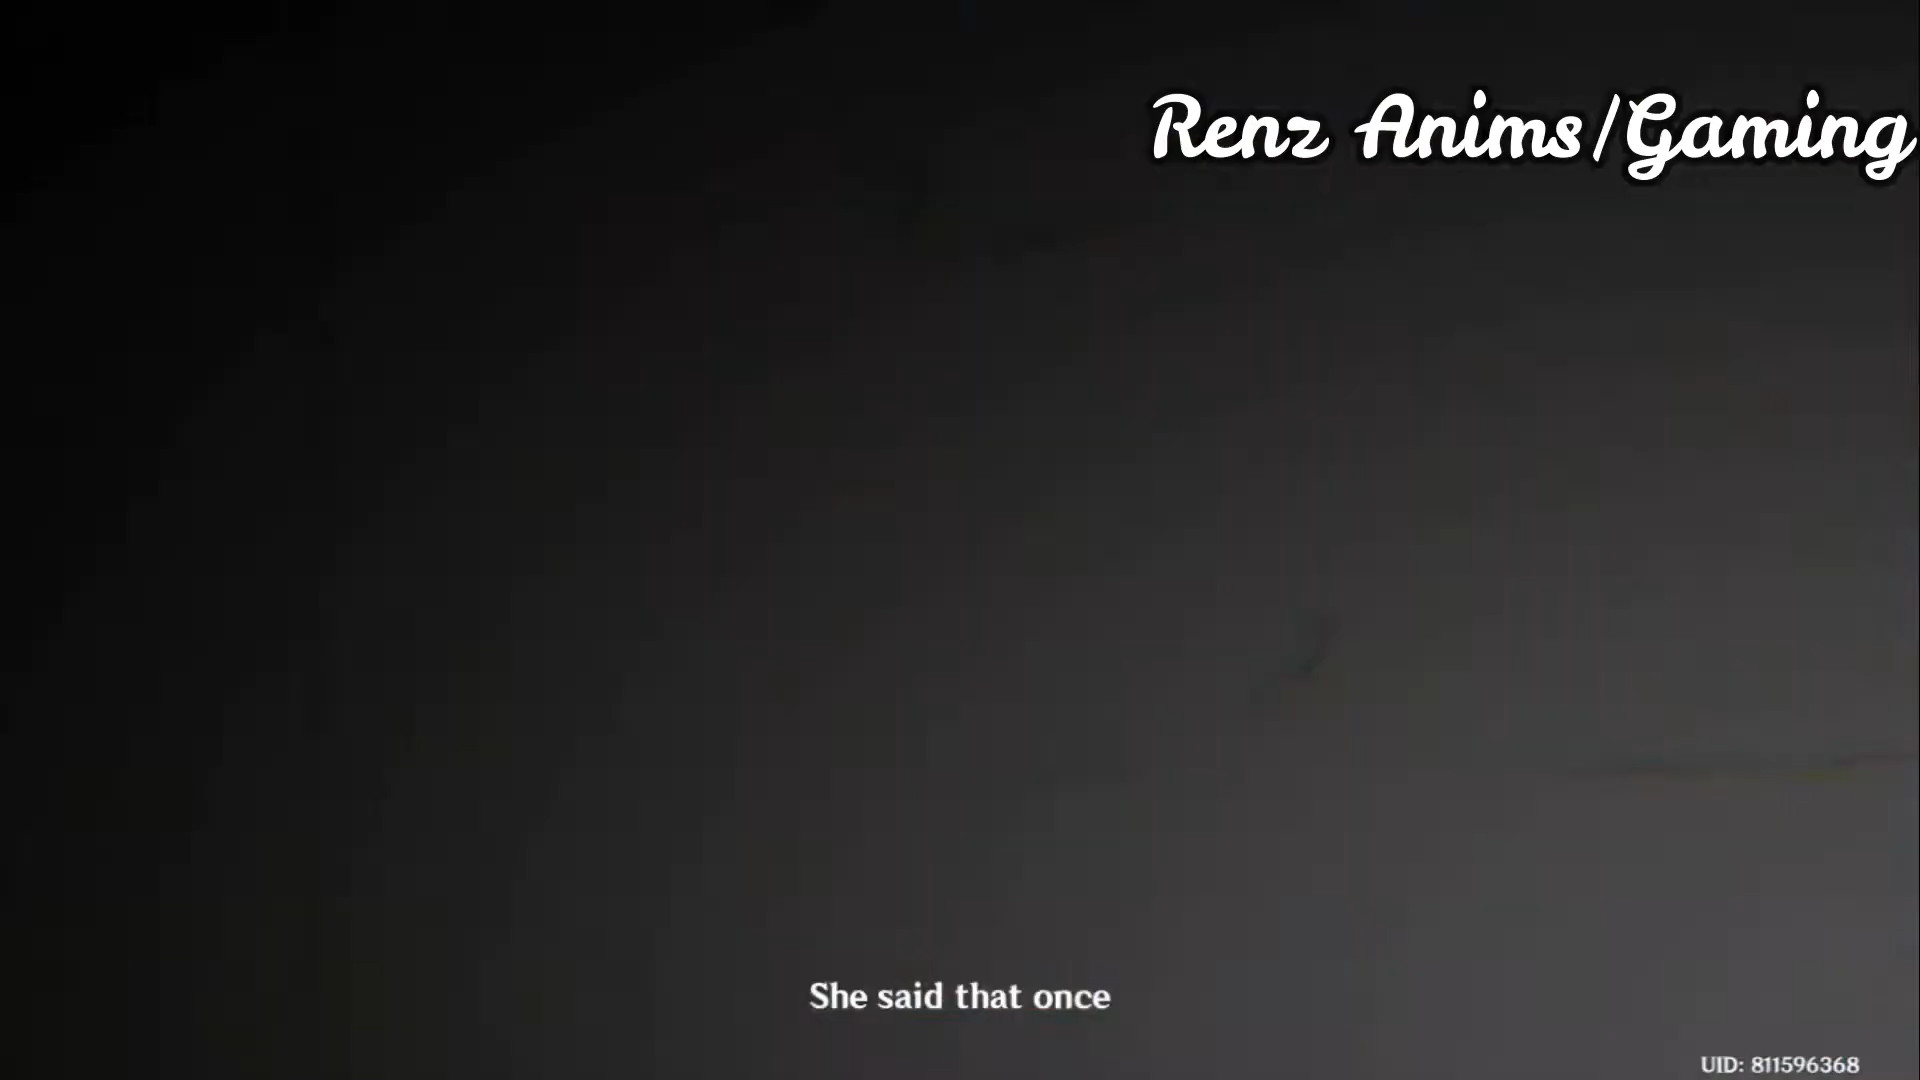 Renz Anims/Gaming
She said that once
UID: 811596368